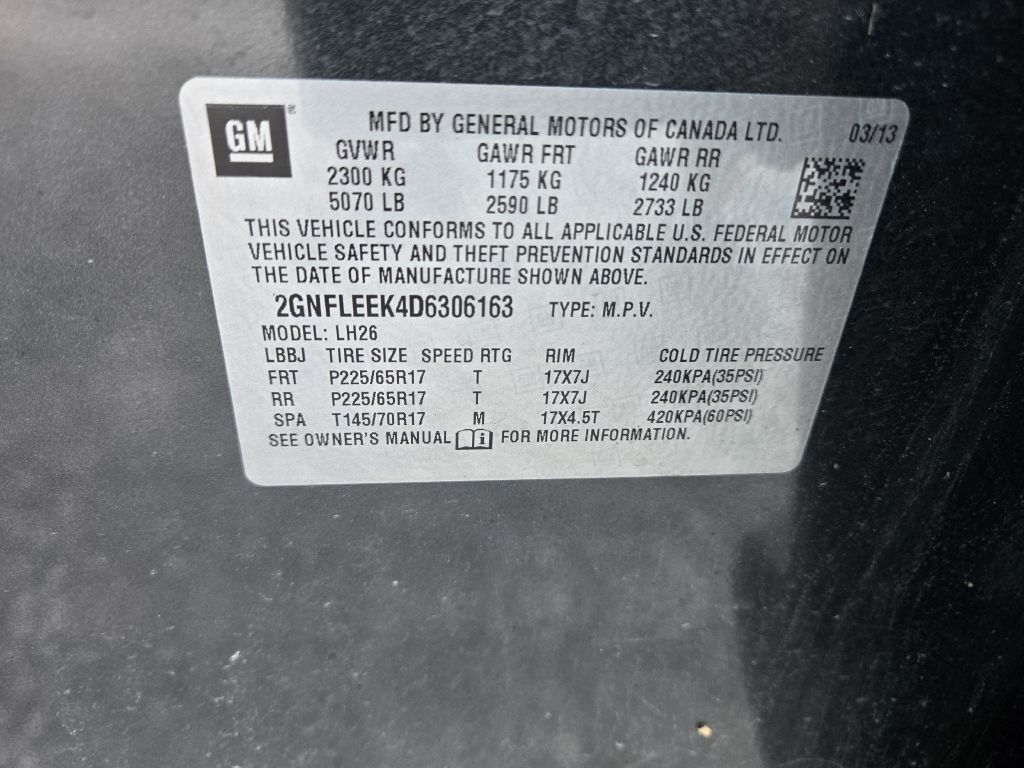 GM ®
MFD BY GENERAL MOTORS OF CANADA LTD. 03/13
GVWR GAWR FRT GAWR RR
2300 KG 1175 KG 1240 KG
5070 LB 2590 LB 2733 LB
THIS VEHICLE CONFORMS TO ALL APPLICABLE U.S. FEDERAL MOTOR
VEHICLE SAFETY AND THEFT PREVENTION STANDARDS IN EFFECT ON
THE DATE OF MANUFACTURE SHOWN ABOVE.
2GNFLEEK4D6306163 TYPE: M.P.V.
MODEL: LH26
LBBJ TIRE SIZE SPEED RTG RIM COLD TIRE PRESSURE
FRT P225/65R17 T 17X7J 240KPA(35PSI)
RR P225/65R17 T 17X7J 240KPA(35PSI)
SPA T145/70R17 M 17X4.5T 420KPA(60PSI)
SEE OWNER'S MANUAL i FOR MORE INFORMATION.